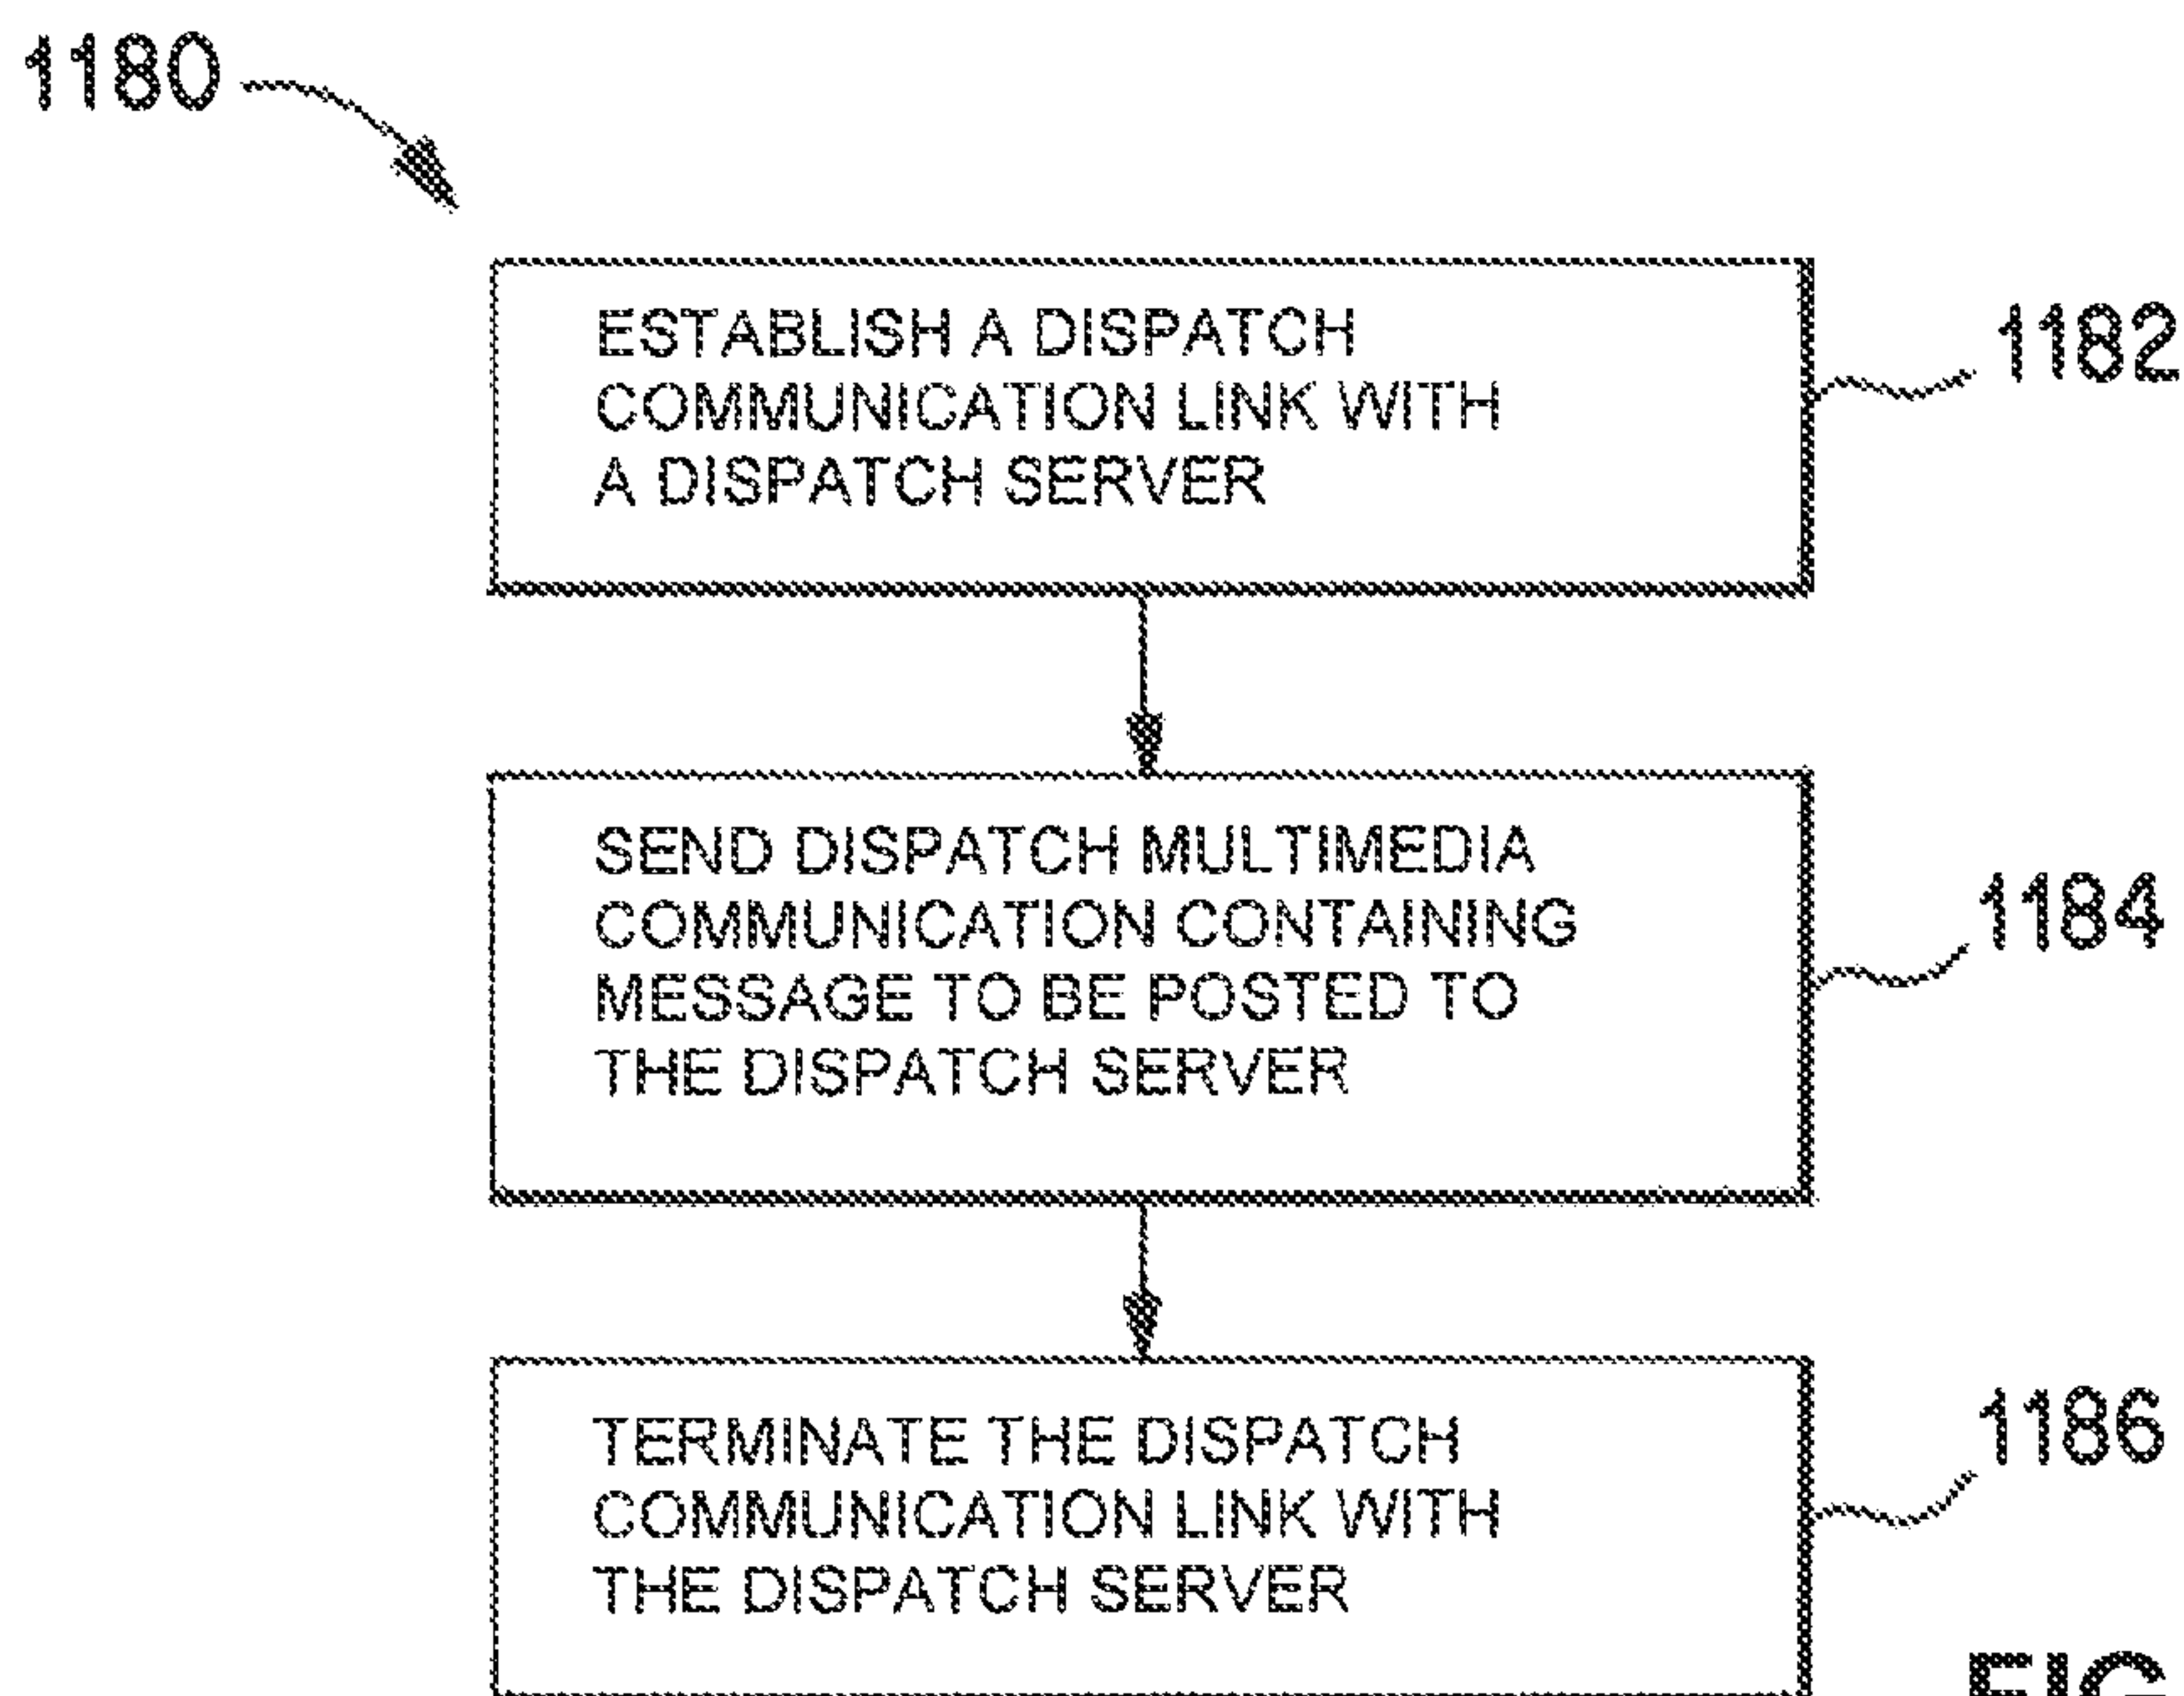 1180
ESTABLISH A DISPATCH
COMMUNICATION LINK WITH
A DISPATCH SERVER
1182
SEND DISPATCH MULTIMEDIA
COMMUNICATION CONTAINING
MESSAGE TO BE POSTED TO
THE DISPATCH SERVER
1184
TERMINATE THE DISPATCH
COMMUNICATION LINK WITH
THE DISPATCH SERVER
1186
FIG